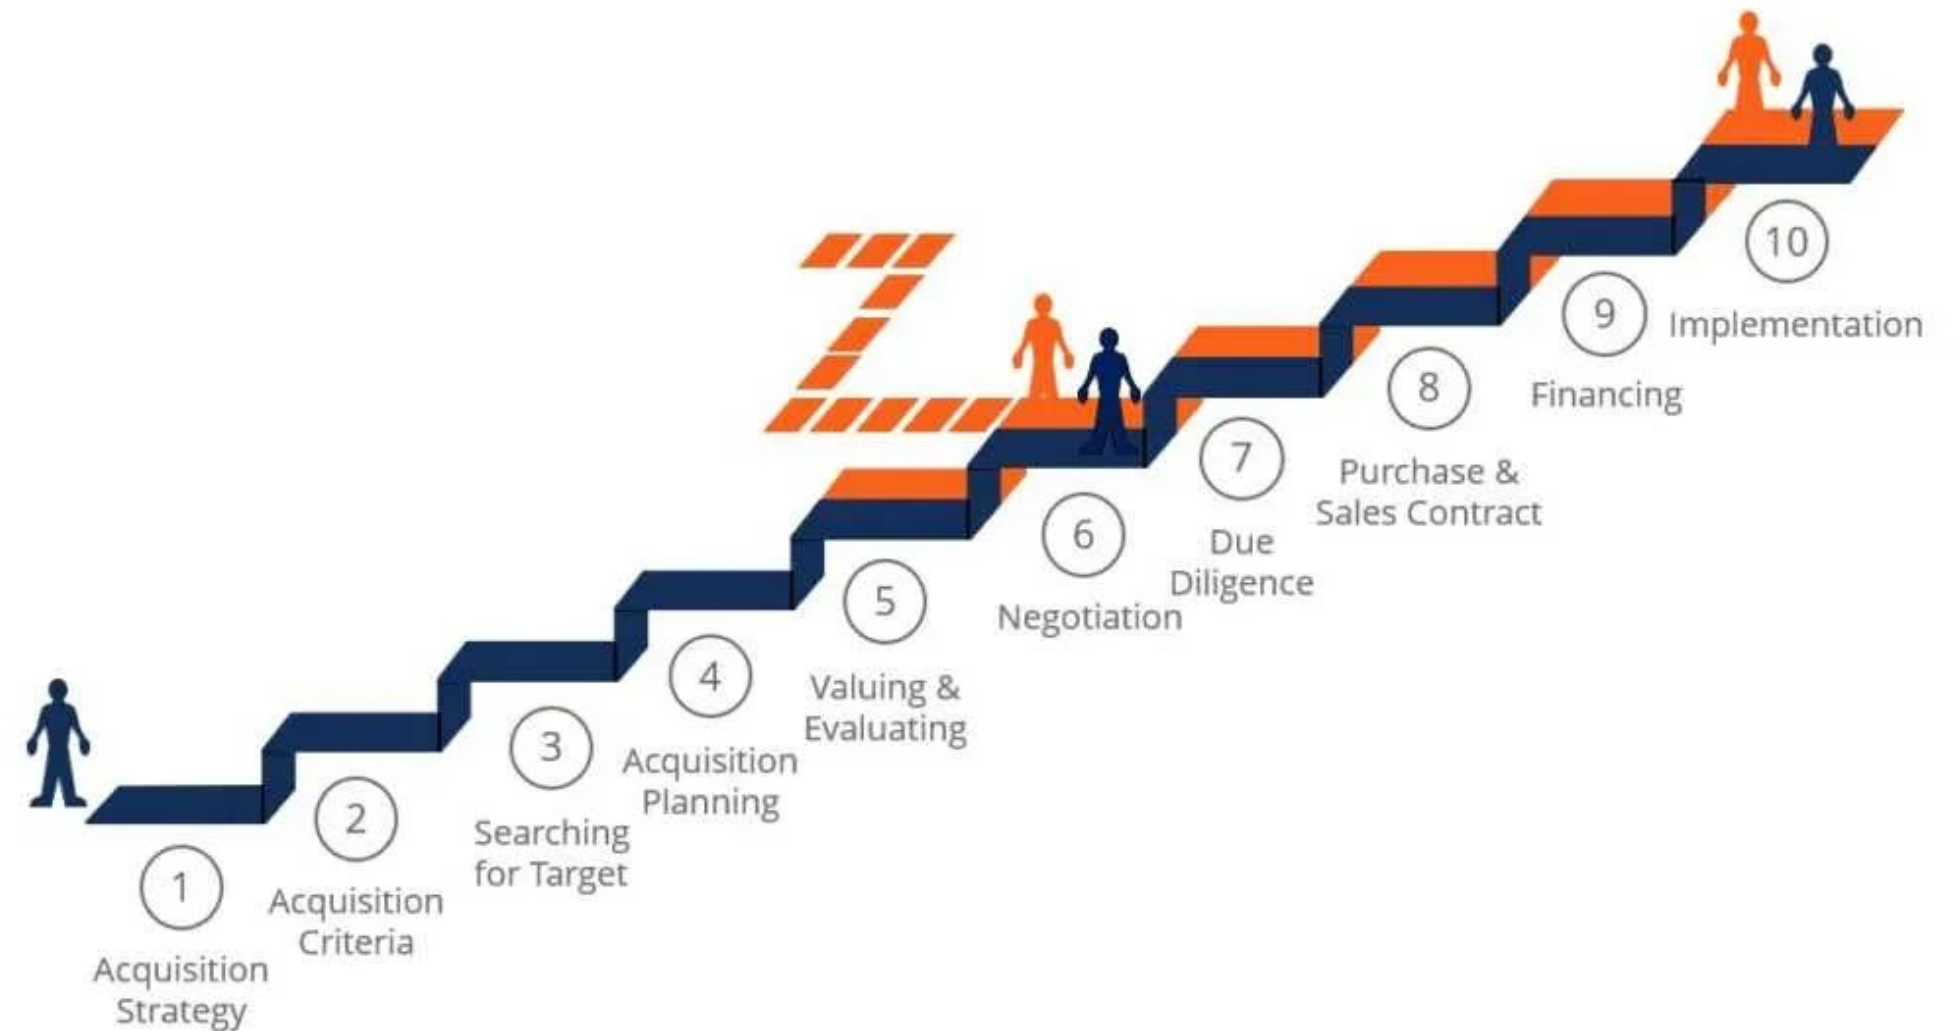 1
Acquisition
Strategy
2
Acquisition
Criteria
3
Searching
for Target
4
Acquisition
Planning
5
Valuing &
Evaluating
6
Negotiation
7
Due
Diligence
8
Purchase &
Sales Contract
9
Financing
10
Implementation